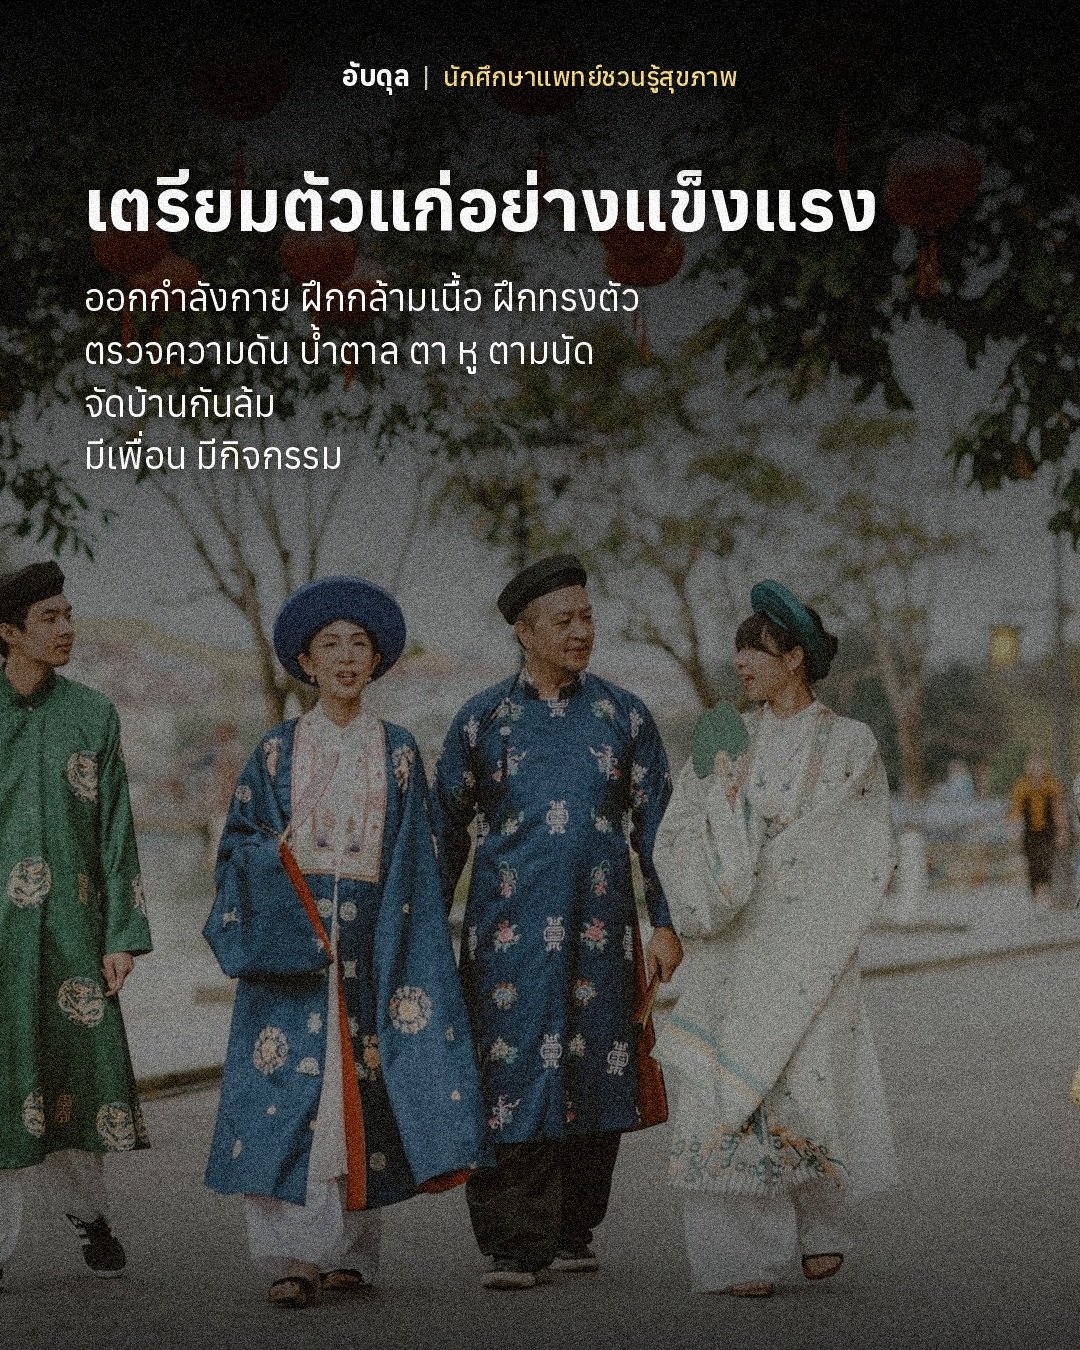 อับดุล | นักศึกษาแพทย์ชวนรู้สุขภาพ
เตรียมตัวแก่อย่างแข็งแรง
ออกกำลังกาย ฝึกกล้ามเนื้อ ฝึกทรงตัว
ตรวจความดัน น้ำตาล ตา หู ตามนัด
จัดบ้านกันล้ม
มีเพื่อน มีกิจกรรม